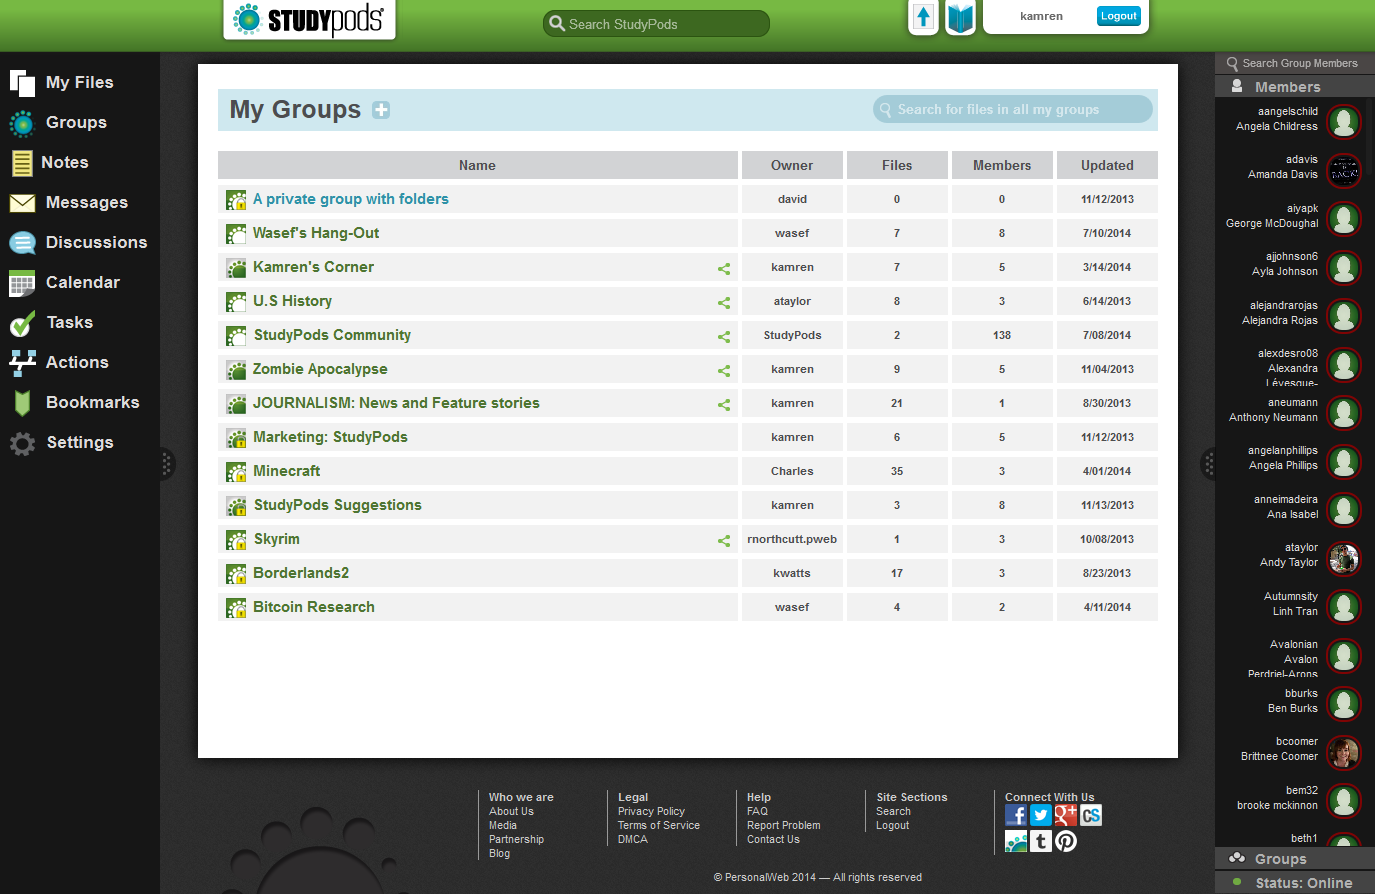 STUDYpods
Search StudyPods
kamren
Logout
My Files
Groups
Notes
Messages
Discussions
Calendar
Tasks
Actions
Bookmarks
Settings
My Groups
Search for files in all my groups
Name Owner Files Members Updated
A private group with folders david 0 0 11/12/2013
Wasef's Hang-Out wasef 7 8 7/10/2014
Kamren's Corner kamren 7 5 3/14/2014
U.S History ataylor 8 3 6/14/2013
StudyPods Community StudyPods 2 138 7/08/2014
Zombie Apocalypse kamren 9 5 11/04/2013
JOURNALISM: News and Feature stories kamren 21 1 8/30/2013
Marketing: StudyPods kamren 6 5 11/12/2013
Minecraft Charles 35 3 4/01/2014
StudyPods Suggestions kamren 3 8 11/13/2013
Skyrim rnorthcutt.pweb 1 3 10/08/2013
Borderlands2 kwatts 17 3 8/23/2013
Bitcoin Research wasef 4 2 4/11/2014
Search Group Members
Members
aangelschild
Angela Childress
adavis
Amanda Davis
aiyapk
George McDoughal
ajjohnson6
Ayla Johnson
alejandrarojas
Alejandra Rojas
alexdesro08
Alexandra
Lévesque-
aneumann
Anthony Neumann
angelanphillips
Angela Phillips
anneimadeira
Ana Isabel
ataylor
Andy Taylor
Autumnsity
Linh Tran
Avalonian
Avalon
Perdriel-Arons
bburks
Ben Burks
bcoomer
Brittnee Coomer
bem32
brooke mckinnon
beth1
Groups
Status: Online
Who we are
About Us
Media
Partnership
Blog
Legal
Privacy Policy
Terms of Service
DMCA
Help
FAQ
Report Problem
Contact Us
Site Sections
Search
Logout
Connect With Us
© PersonalWeb 2014 — All rights reserved